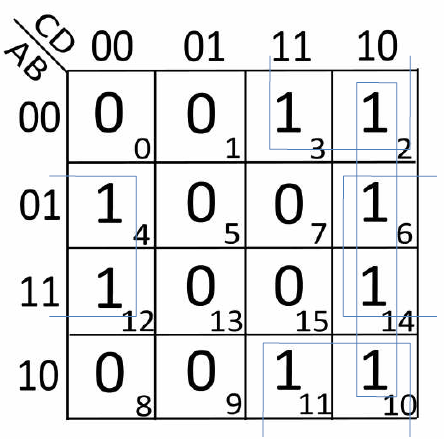 CD 00 01 11 10
AB
00 0 0 1 1
0 1 3 2
01 1 0 0 1
4 5 7 6
11 1 0 0 1
12 13 15 14
10 0 0 1 1
8 9 11 10